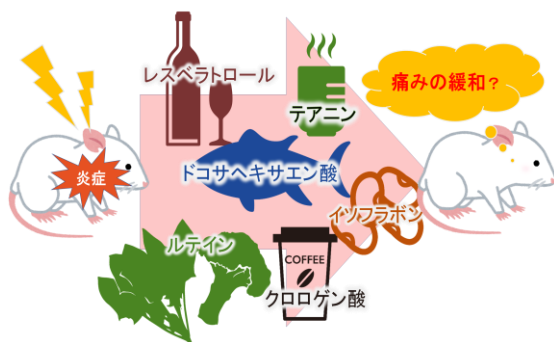 レスベラトロール
テアニン
痛みの緩和？
炎症
ドコサヘキサエン酸
イソフラボン
ルテイン
COFFEE
クロロゲン酸